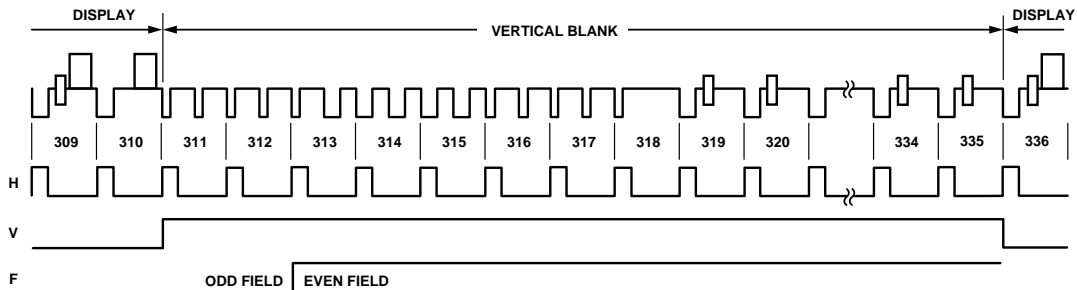 DISPLAY VERTICAL BLANK DISPLAY
309 310 311 312 313 314 315 316 317 318 319 320 334 335 336
H
V
F ODD FIELD EVEN FIELD